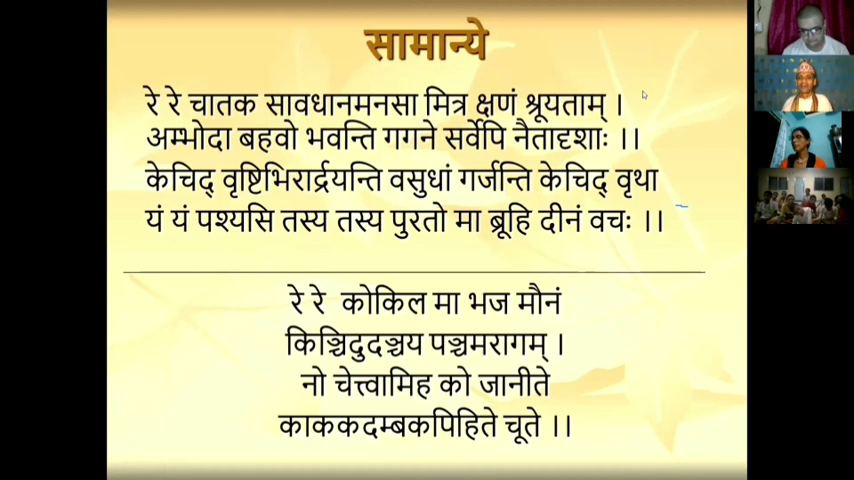 सामान्ये
रे रे चातक सावधानमनसा मित्र क्षणं श्रूयताम् ।
अम्भोदा बहवो भवन्ति गगने सर्वेपि नैतादृशाः ।।
केचिद् वृष्टिभिरार्द्रयन्ति वसुधां गर्जन्ति केचिद् वृथा
यं यं पश्यसि तस्य तस्य पुरतो मा ब्रूहि दीनं वचः ।।
रे रे कोकिल मा भज मौनं
किञ्चिदुदञ्चय पञ्चमरागम् ।
नो चेत्त्वामिह को जानीते
काककदम्बकपिहिते चूते ।।